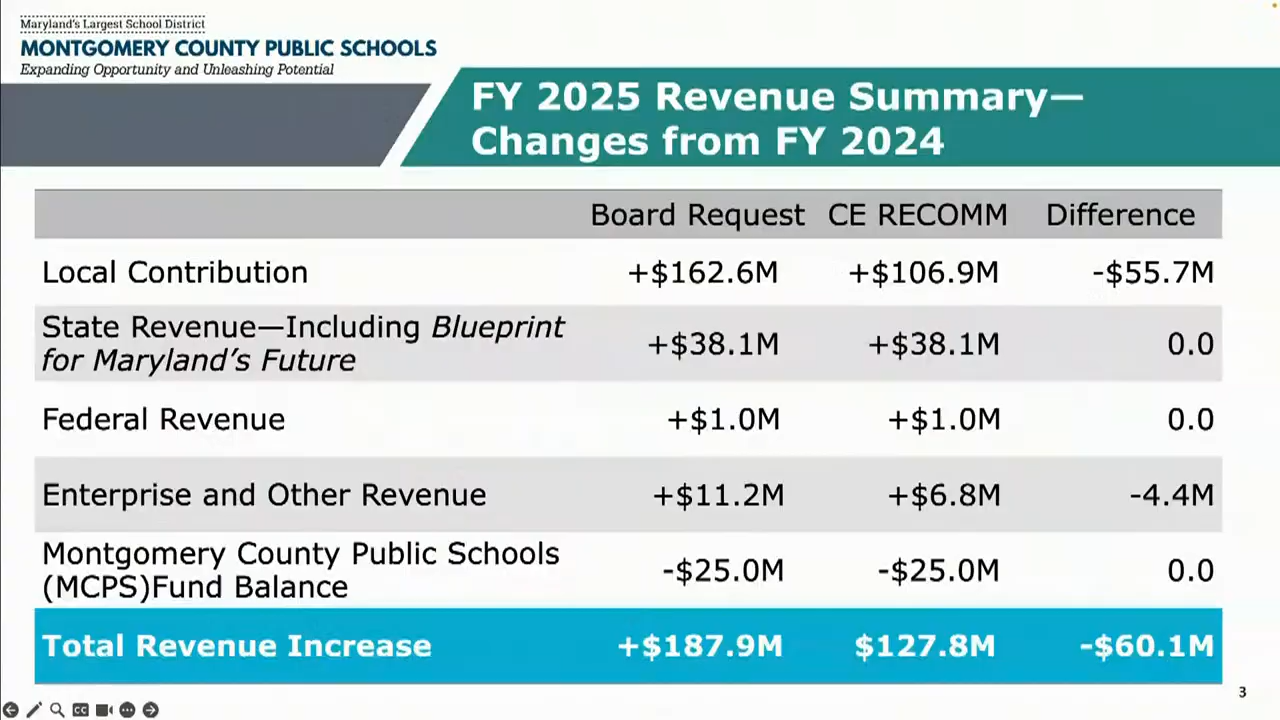 Maryland's Largest School District
MONTGOMERY COUNTY PUBLIC SCHOOLS
Expanding Opportunity and Unleashing Potential
FY 2025 Revenue Summary—
Changes from FY 2024
Board Request CE RECOMM Difference
Local Contribution +$162.6M +$106.9M -$55.7M
State Revenue—Including Blueprint
for Maryland's Future +$38.1M +$38.1M 0.0
Federal Revenue +$1.0M +$1.0M 0.0
Enterprise and Other Revenue +$11.2M +$6.8M -4.4M
Montgomery County Public Schools
(MCPS)Fund Balance -$25.0M -$25.0M 0.0
Total Revenue Increase +$187.9M $127.8M -$60.1M
3
CC